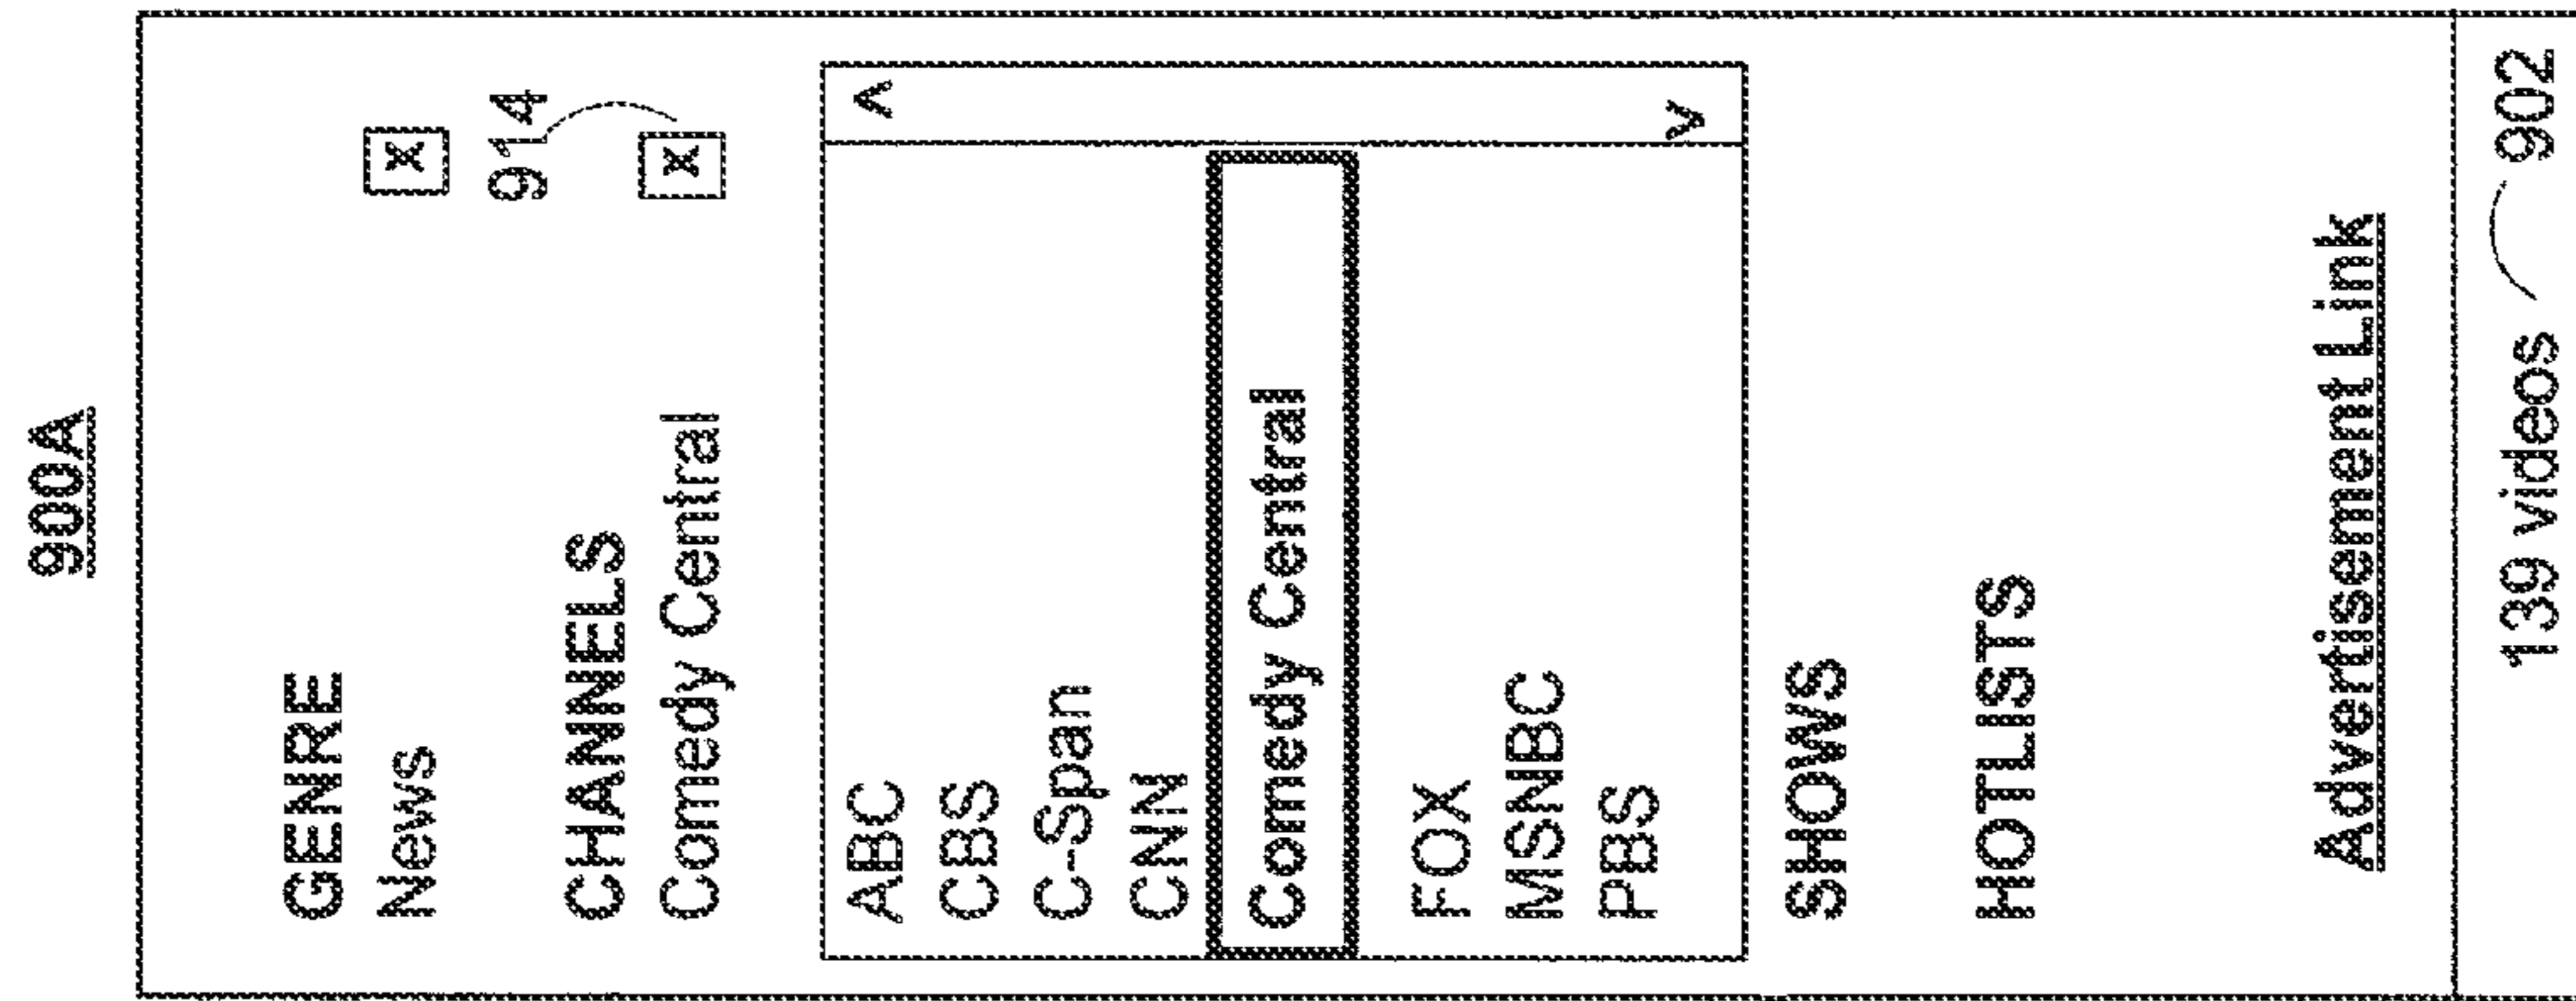 900A
GENRE
News x
914
CHANNELS
Comedy Central x
ABC
CBS
C-Span
CNN
Comedy Central
FOX
MSNBC
PBS
SHOWS
HOTLISTS
Advertisement Link
139 videos 902